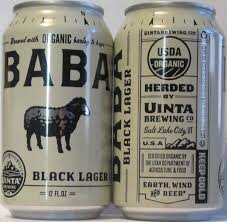 Brewed with ORGANIC barley & hops
BABA
BLACK LAGER
UINTA
12 FL. OZ.
BABA
BLACK LAGER
UINTABREWING.COM
USDA
ORGANIC
HERDED
BY
UINTA
BREWING CO
Salt Lake City, UT
U.S.A
CERTIFIED ORGANIC BY
THE UTAH DEPARTMENT OF
AGRICULTURE & FOOD
EARTH, WIND
AND BEER
KEEP COLD